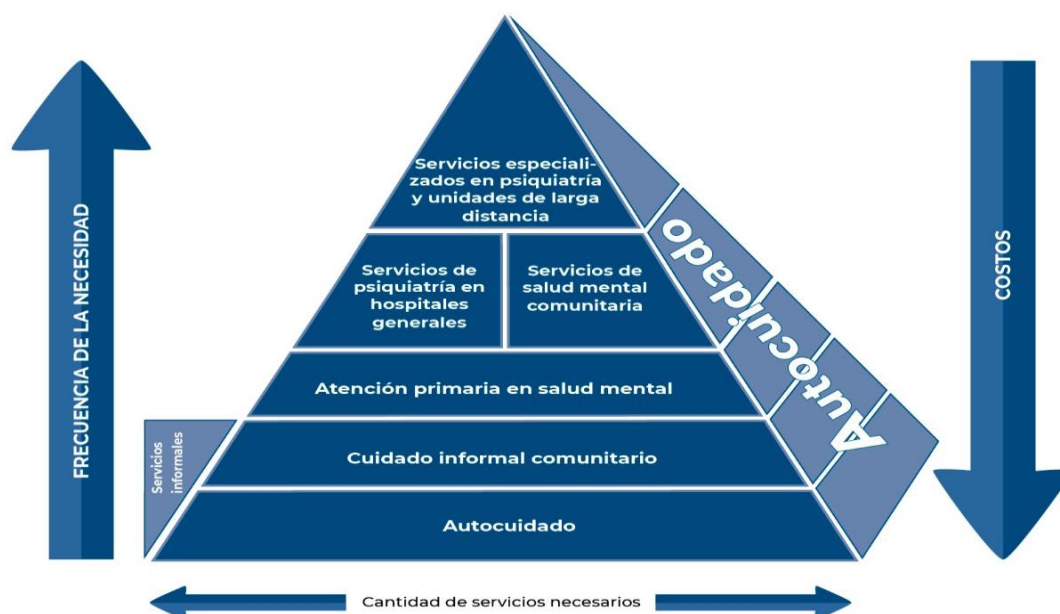 FRECUENCIA DE LA NECESIDAD
Servicios especiali-
zados en psiquiatría
y unidades de larga
distancia
Servicios de
psiquiatría en
hospitales
generales
Servicios de
salud mental
comunitaria
Atención primaria en salud mental
Servicios
informales
Cuidado informal comunitario
Autocuidado
Autocuidado
COSTOS
Cantidad de servicios necesarios